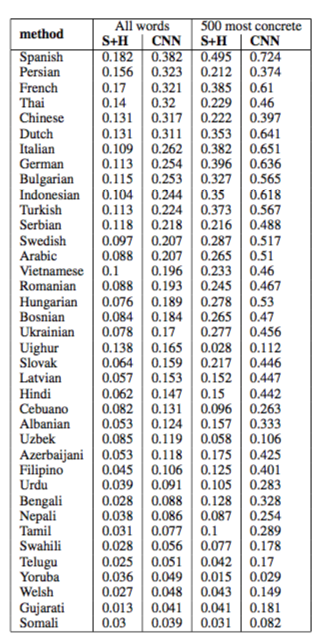 method All words 500 most concrete
S+H CNN S+H CNN
Spanish 0.182 0.382 0.495 0.724
Persian 0.156 0.323 0.212 0.374
French 0.17 0.321 0.385 0.61
Thai 0.14 0.32 0.229 0.46
Chinese 0.131 0.317 0.222 0.397
Dutch 0.131 0.311 0.353 0.641
Italian 0.109 0.262 0.382 0.651
German 0.113 0.254 0.396 0.636
Bulgarian 0.115 0.253 0.327 0.565
Indonesian 0.104 0.244 0.35 0.618
Turkish 0.113 0.224 0.373 0.567
Serbian 0.118 0.218 0.216 0.488
Swedish 0.097 0.207 0.287 0.517
Arabic 0.088 0.207 0.265 0.51
Vietnamese 0.1 0.196 0.233 0.46
Romanian 0.088 0.193 0.245 0.467
Hungarian 0.076 0.189 0.278 0.53
Bosnian 0.084 0.184 0.265 0.47
Ukrainian 0.078 0.17 0.277 0.456
Uighur 0.138 0.165 0.028 0.112
Slovak 0.064 0.159 0.217 0.446
Latvian 0.057 0.153 0.152 0.447
Hindi 0.062 0.147 0.15 0.442
Cebuano 0.082 0.131 0.096 0.263
Albanian 0.053 0.124 0.157 0.333
Uzbek 0.085 0.119 0.058 0.106
Azerbaijani 0.053 0.118 0.175 0.425
Filipino 0.045 0.106 0.125 0.401
Urdu 0.039 0.091 0.105 0.283
Bengali 0.028 0.088 0.128 0.328
Nepali 0.038 0.086 0.087 0.254
Tamil 0.031 0.077 0.1 0.289
Swahili 0.028 0.056 0.077 0.178
Telugu 0.025 0.051 0.042 0.17
Yoruba 0.036 0.049 0.015 0.029
Welsh 0.027 0.048 0.043 0.149
Gujarati 0.013 0.041 0.041 0.181
Somali 0.03 0.039 0.031 0.082